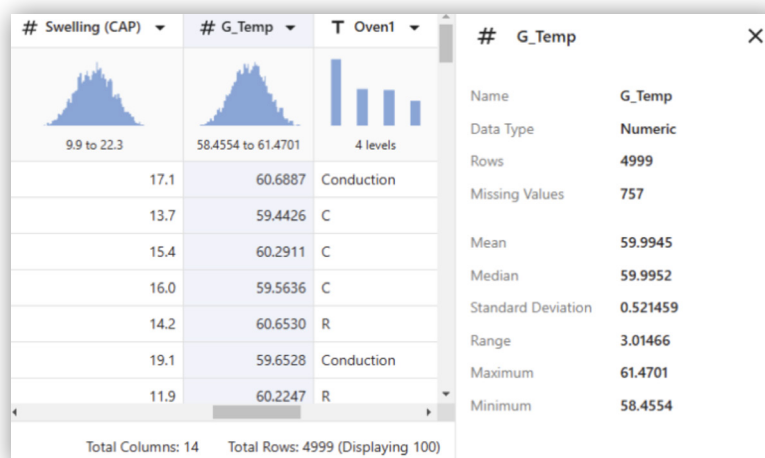 # Swelling (CAP)
# G_Temp
T Oven1
9.9 to 22.3
58.4554 to 61.4701
4 levels
17.1 60.6887 Conduction
13.7 59.4426 C
15.4 60.2911 C
16.0 59.5636 C
14.2 60.6530 R
19.1 59.6528 Conduction
11.9 60.2247 R
Total Columns: 14 Total Rows: 4999 (Displaying 100)
# G_Temp
Name G_Temp
Data Type Numeric
Rows 4999
Missing Values 757
Mean 59.9945
Median 59.9952
Standard Deviation 0.521459
Range 3.01466
Maximum 61.4701
Minimum 58.4554